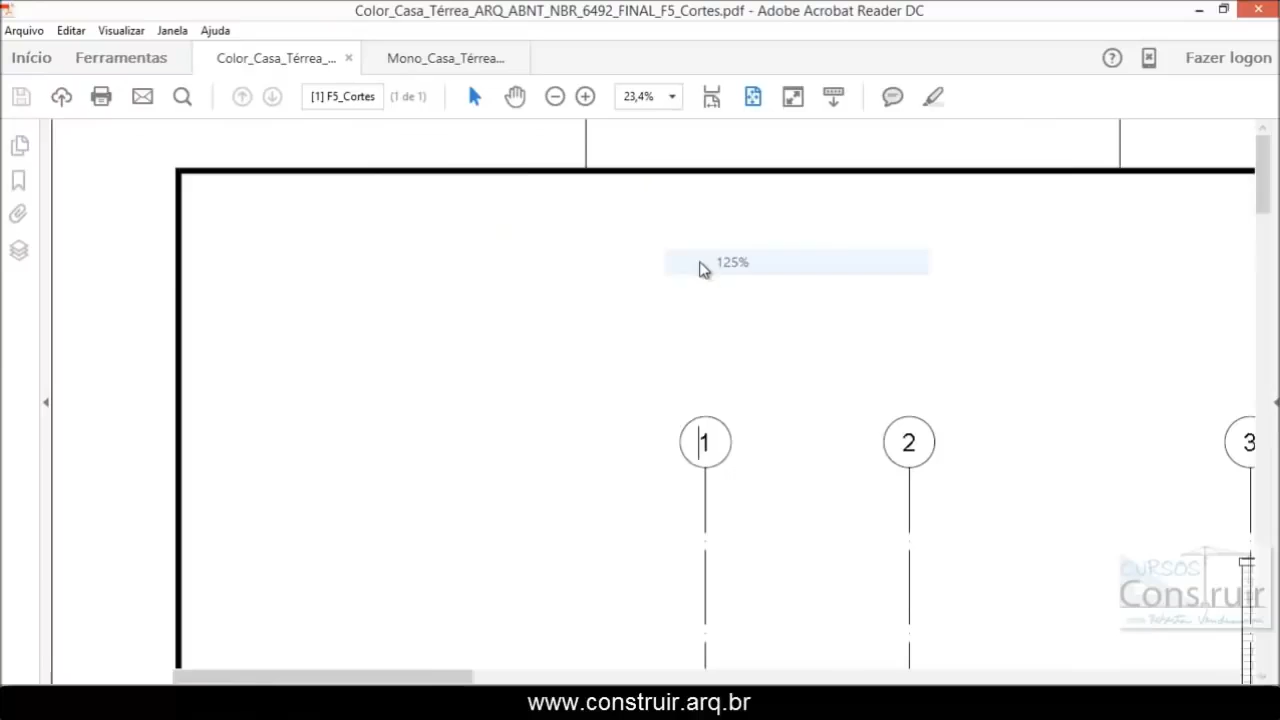 Color_Casa_Térrea_ARQ_ABNT_NBR_6492_FINAL_F5_Cortes.pdf - Adobe Acrobat Reader DC
Arquivo Editar Visualizar Janela Ajuda
Início Ferramentas Color_Casa_Térrea_... × Mono_Casa_Térrea... Fazer logon
[1] F5_Cortes (1 de 1) 23,4%
125%
1 2 3
CURSOS
Construir
www.construir.arq.br